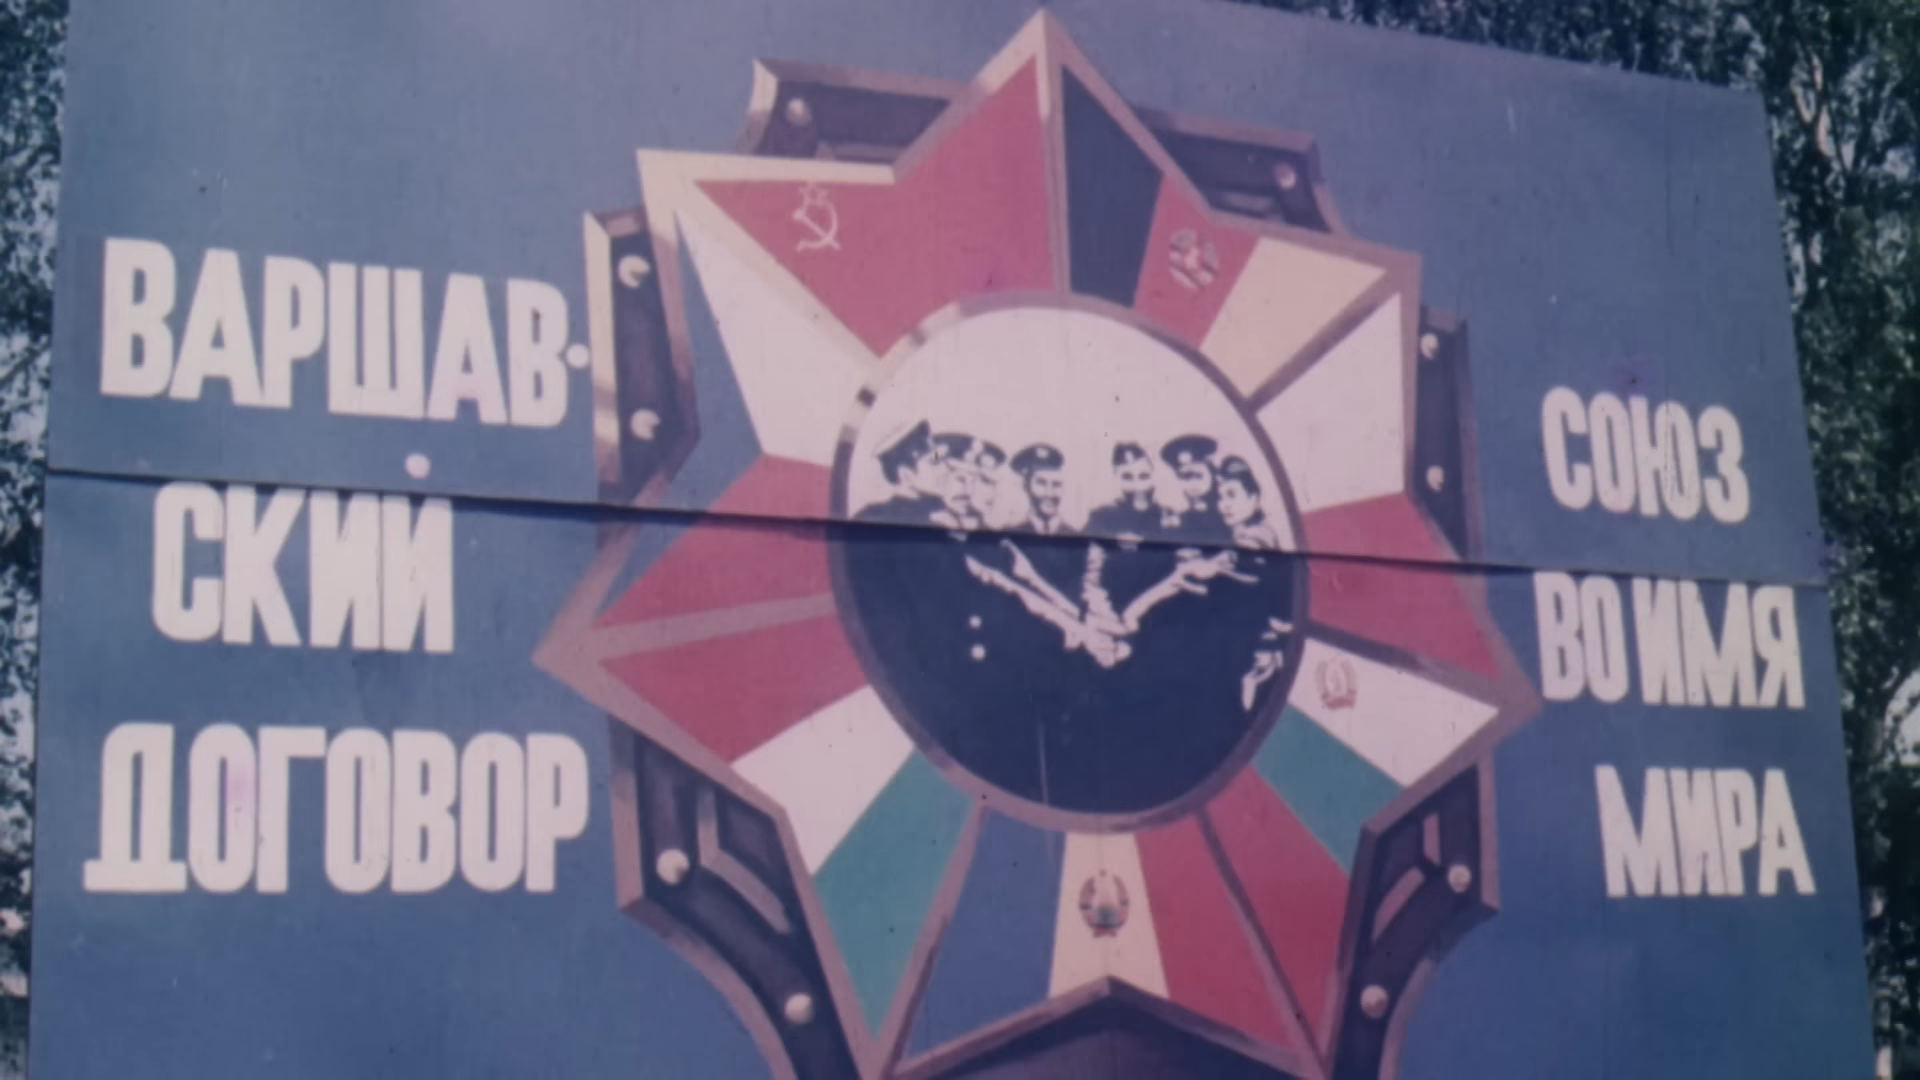 ВАРШАВ-
СКИЙ
ДОГОВОР
СОЮЗ
ВО ИМЯ
МИРА